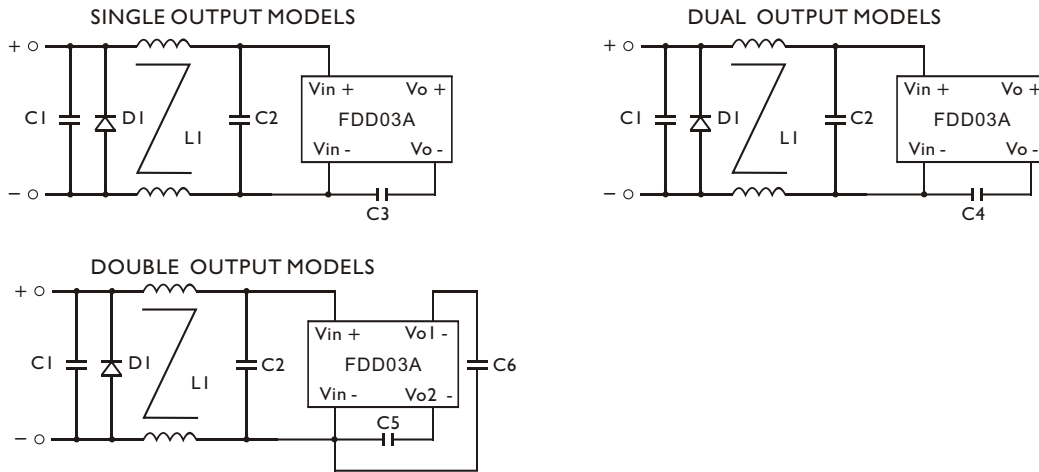 SINGLE OUTPUT MODELS
+
C1
D1
L1
C2
Vin + Vo +
FDD03A
Vin - Vo -
−
C3
DUAL OUTPUT MODELS
+
C1
D1
L1
C2
Vin + Vo +
FDD03A
Vin - Vo -
−
C4
DOUBLE OUTPUT MODELS
+
C1
D1
L1
C2
Vin + Vo1 -
FDD03A
Vin - Vo2 -
C6
−
C5